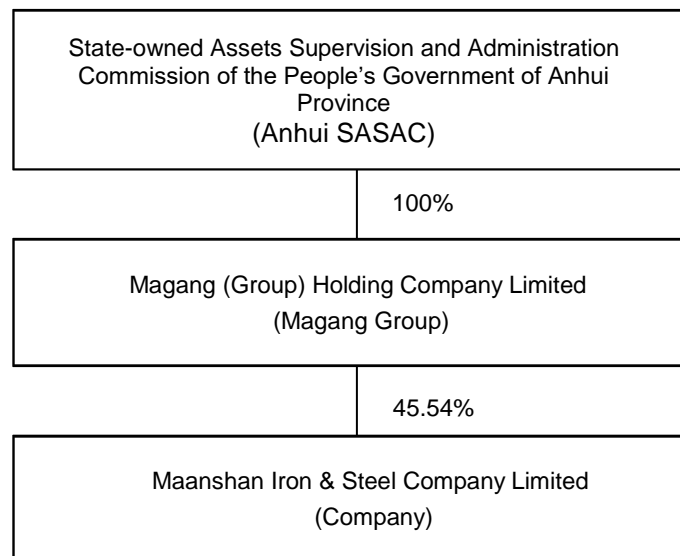 State-owned Assets Supervision and Administration
Commission of the People’s Government of Anhui
Province
(Anhui SASAC)
100%
Magang (Group) Holding Company Limited
(Magang Group)
45.54%
Maanshan Iron & Steel Company Limited
(Company)